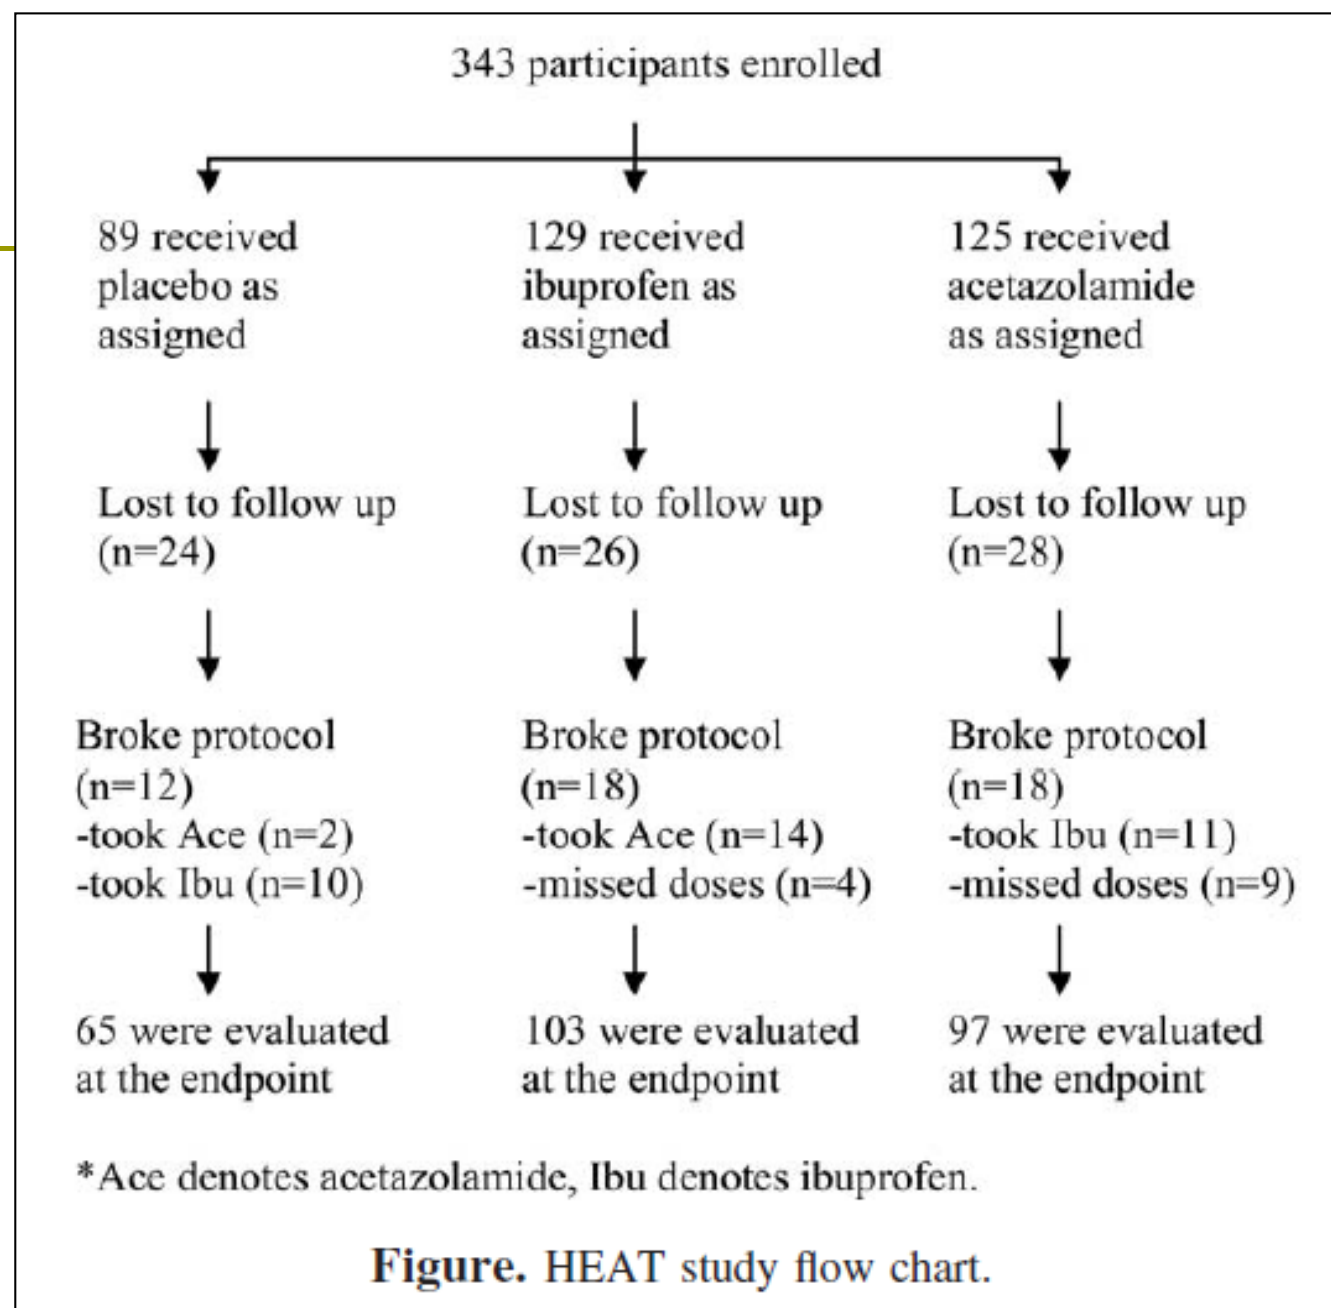 343 participants enrolled
89 received
placebo as
assigned
129 received
ibuprofen as
assigned
125 received
acetazolamide
as assigned
Lost to follow up
(n=24)
Lost to follow up
(n=26)
Lost to follow up
(n=28)
Broke protocol
(n=12)
-took Ace (n=2)
-took Ibu (n=10)
Broke protocol
(n=18)
-took Ace (n=14)
-missed doses (n=4)
Broke protocol
(n=18)
-took Ibu (n=11)
-missed doses (n=9)
65 were evaluated
at the endpoint
103 were evaluated
at the endpoint
97 were evaluated
at the endpoint
*Ace denotes acetazolamide, Ibu denotes ibuprofen.
Figure. HEAT study flow chart.